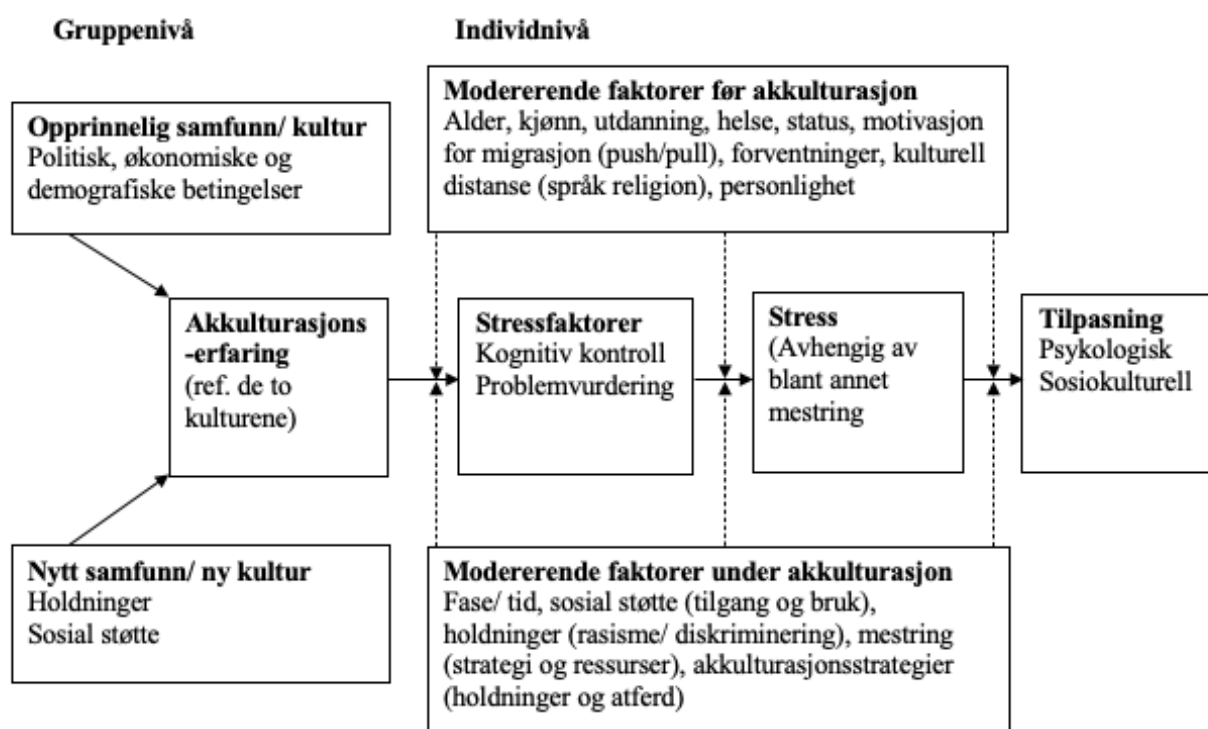 Gruppenivå
Individnivå
Opprinnelig samfunn/ kultur
Politisk, økonomiske og
demografiske betingelser
Modererende faktorer før akkulturasjon
Alder, kjønn, utdanning, helse, status, motivasjon
for migrasjon (push/pull), forventninger, kulturell
distanse (språk religion), personlighet
Akkulturasjons
-erfaring
(ref. de to
kulturene)
Stressfaktorer
Kognitiv kontroll
Problemvurdering
Stress
(Avhengig av
blant annet
mestring
Tilpasning
Psykologisk
Sosiokulturell
Nytt samfunn/ ny kultur
Holdninger
Sosial støtte
Modererende faktorer under akkulturasjon
Fase/ tid, sosial støtte (tilgang og bruk),
holdninger (rasisme/ diskriminering), mestring
(strategi og ressurser), akkulturasjonsstrategier
(holdninger og atferd)